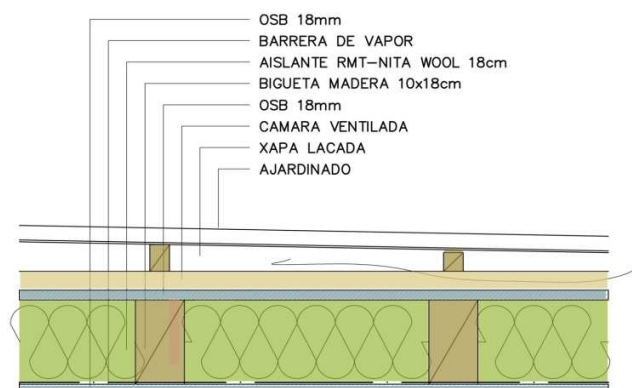 OSB 18mm
BARRERA DE VAPOR
AISLANTE RMT-NITA WOOL 18cm
BIGUETA MADERA 10x18cm
OSB 18mm
CAMARA VENTILADA
XAPA LACADA
AJARDINADO